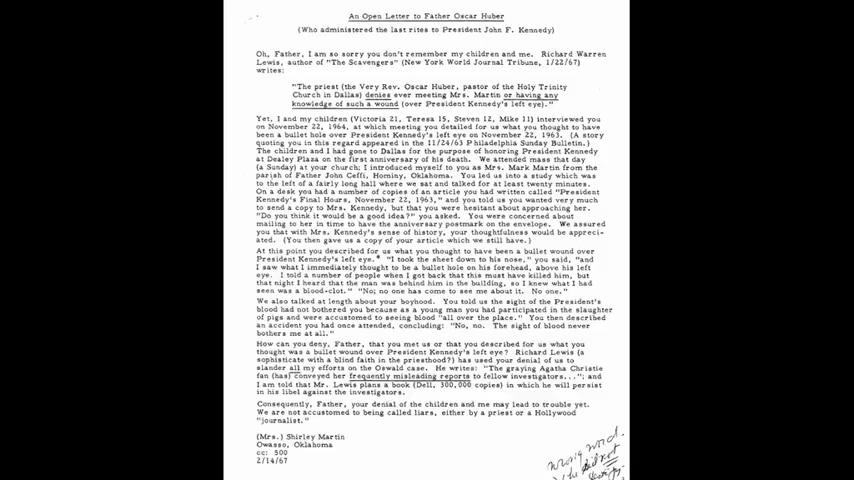 An Open Letter to Father Oscar Huber
(Who administered the last rites to President John F. Kennedy)
Oh, Father, I am so sorry you don't remember my children and me. Richard Warren
Lewis, author of "The Scavengers" (New York World Journal Tribune, 1/22/67)
writes:
"The priest (the Very Rev. Oscar Huber, pastor of the Holy Trinity
Church in Dallas) denies ever meeting Mrs. Martin or having any
knowledge of such a wound (over President Kennedy's left eye)."
Yet, I and my children (Victoria 21, Teresa 15, Steven 12, Mike 11) interviewed you
on November 22, 1964, at which meeting you detailed for us what you thought to have
been a bullet hole over President Kennedy's left eye on November 22, 1963. (A story
quoting you in this regard appeared in the 11/24/63 Philadelphia Sunday Bulletin.)
The children and I had gone to Dallas for the purpose of honoring President Kennedy
at Dealey Plaza on the first anniversary of his death. We attended mass that day
(a Sunday) at your church; I introduced myself to you as Mrs. Mark Martin from the
parish of Father John Ceffi, Hominy, Oklahoma. You led us into a study which was
to the left of a fairly long hall where we sat and talked for at least twenty minutes.
On a desk you had a number of copies of an article you had written called "President
Kennedy's Final Hours, November 22, 1963," and you told us you wanted very much
to send a copy to Mrs. Kennedy, but that you were hesitant about approaching her.
"Do you think it would be a good idea?" you asked. You were concerned about
mailing to her in time to have the anniversary postmark on the envelope. We assured
you that with Mrs. Kennedy's sense of history, your thoughtfulness would be appreci-
ated. (You then gave us a copy of your article which we still have.)
At this point you described for us what you thought to have been a bullet wound over
President Kennedy's left eye.* "I took the sheet down to his nose," you said, "and
I saw what I immediately thought to be a bullet hole on his forehead, above his left
eye. I told a number of people when I got back that this must have killed him, but
that night I heard that the man was behind him in the building, so I knew what I had
seen was a blood-clot." "No; no one has come to see me about it. No one."
We also talked at length about your boyhood. You told us the sight of the President's
blood had not bothered you because as a young man you had participated in the slaughter
of pigs and were accustomed to seeing blood "all over the place." You then described
an accident you had once attended, concluding: "No, no. The sight of blood never
bothers me at all."
How can you deny, Father, that you met us or that you described for us what you
thought was a bullet wound over President Kennedy's left eye? Richard Lewis (a
sophisticate with a blind faith in the priesthood?) has used your denial of us to
slander all my efforts on the Oswald case. He writes: "The graying Agatha Christie
fan (has) conveyed her frequently misleading reports to fellow investigators..."; and
I am told that Mr. Lewis plans a book (Dell, 300,000 copies) in which he will persist
in his libel against the investigators.
Consequently, Father, your denial of the children and me may lead to trouble yet.
We are not accustomed to being called liars, either by a priest or a Hollywood
"journalist."
(Mrs.) Shirley Martin
Owasso, Oklahoma
cc: 500
2/14/67
wrong word.
he did not